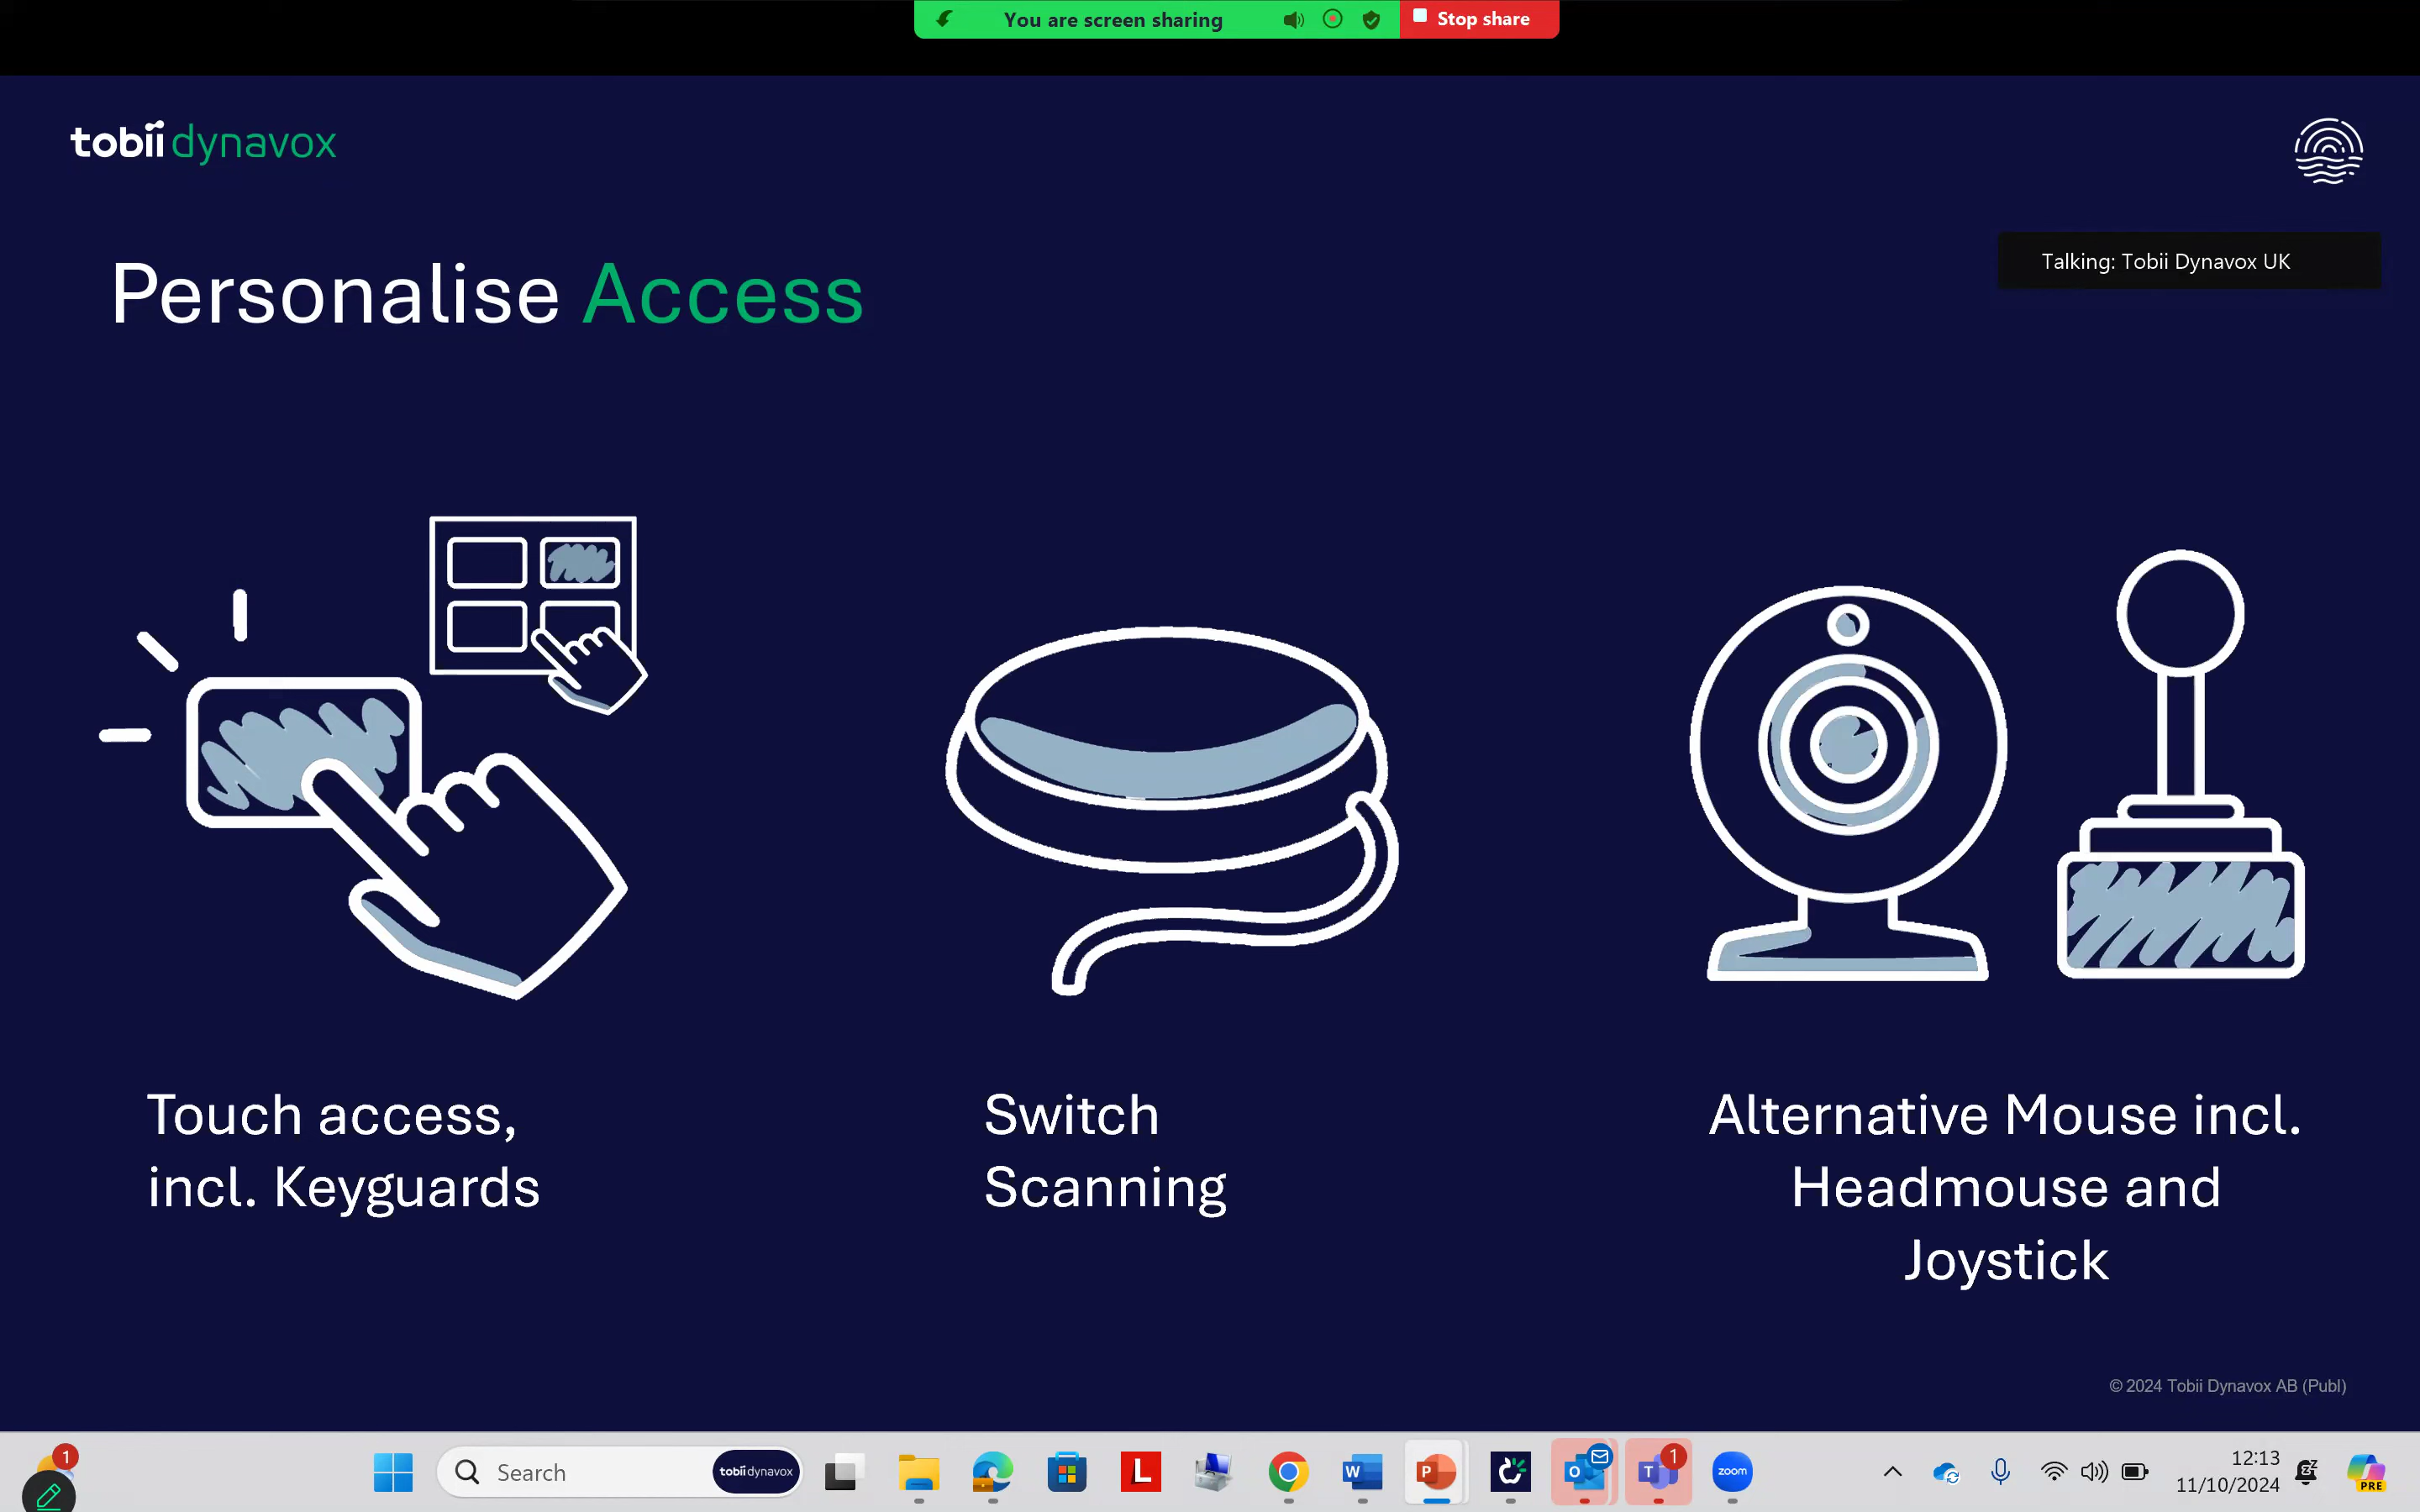 You are screen sharing
Stop share
tobii dynavox
Talking: Tobii Dynavox UK
Personalise Access
Touch access,
incl. Keyguards
Switch
Scanning
Alternative Mouse incl.
Headmouse and
Joystick
© 2024 Tobii Dynavox AB (Publ)
1
Search
tobii dynavox
L
W
P
O
T
1
zoom
12:13
11/10/2024
PRE